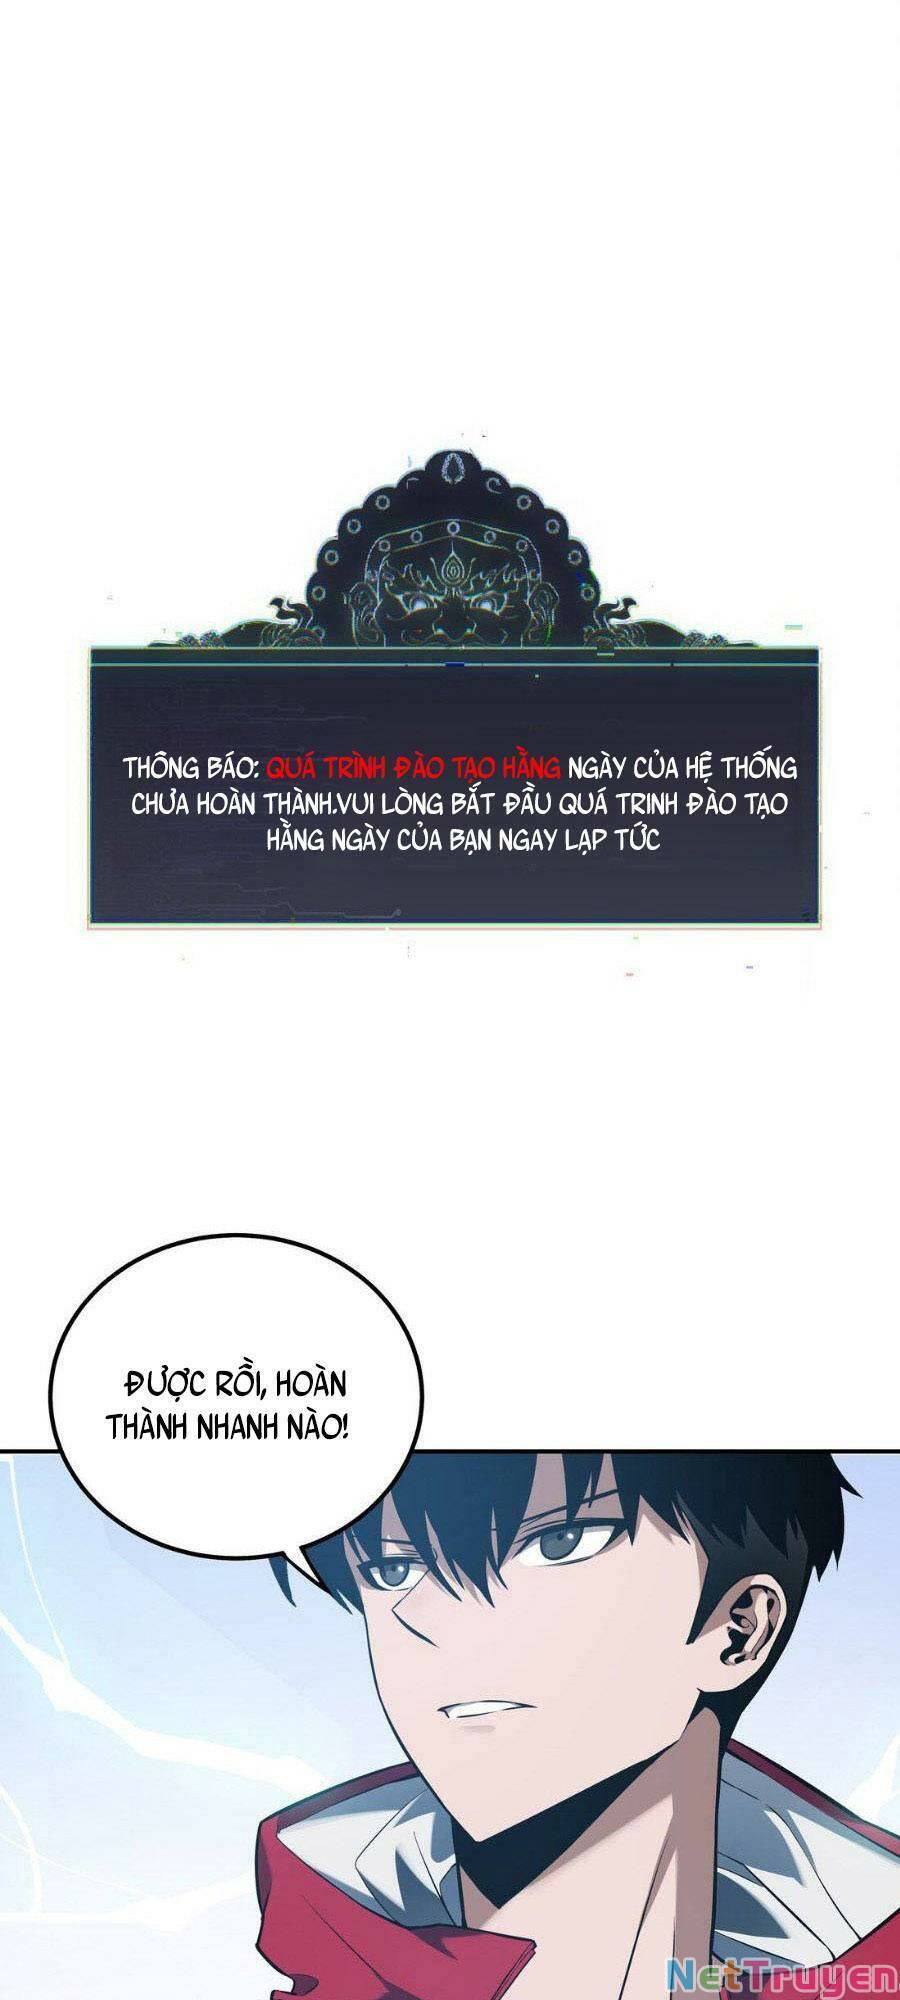 THÔNG BÁO: QUÁ TRÌNH ĐÀO TẠO HẰNG NGÀY CỦA HỆ THỐNG
CHƯA HOÀN THÀNH.VUI LÒNG BẮT ĐẦU QUÁ TRINH ĐÀO TẠO
HẰNG NGÀY CỦA BẠN NGAY LẠP TỨC
ĐƯỢC RỒI, HOÀN
THÀNH NHANH NÀO!
NetTruyen